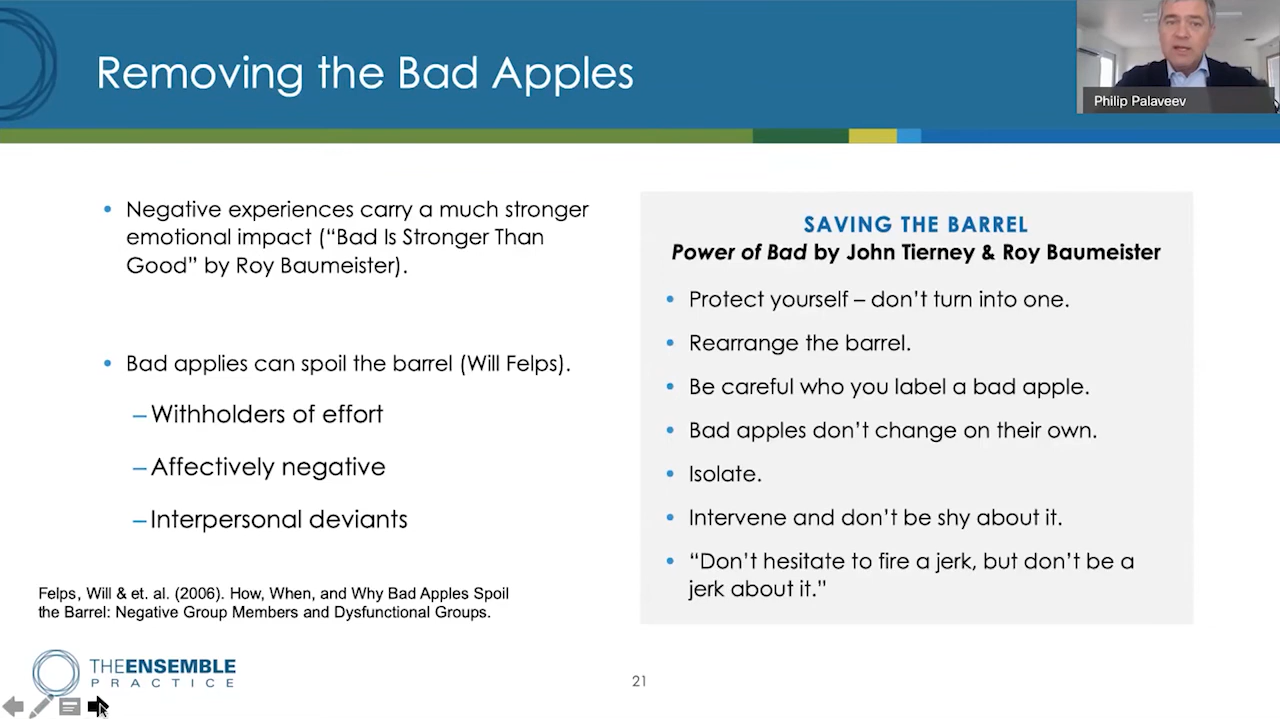 Removing the Bad Apples
Philip Palaveev
• Negative experiences carry a much stronger
emotional impact (“Bad Is Stronger Than
Good” by Roy Baumeister).
• Bad applies can spoil the barrel (Will Felps).
– Withholders of effort
– Affectively negative
– Interpersonal deviants
Felps, Will & et. al. (2006). How, When, and Why Bad Apples Spoil
the Barrel: Negative Group Members and Dysfunctional Groups.
SAVING THE BARREL
Power of Bad by John Tierney & Roy Baumeister
• Protect yourself – don’t turn into one.
• Rearrange the barrel.
• Be careful who you label a bad apple.
• Bad apples don’t change on their own.
• Isolate.
• Intervene and don’t be shy about it.
• “Don’t hesitate to fire a jerk, but don’t be a
jerk about it.”
THEENSEMBLE
PRACTICE
21